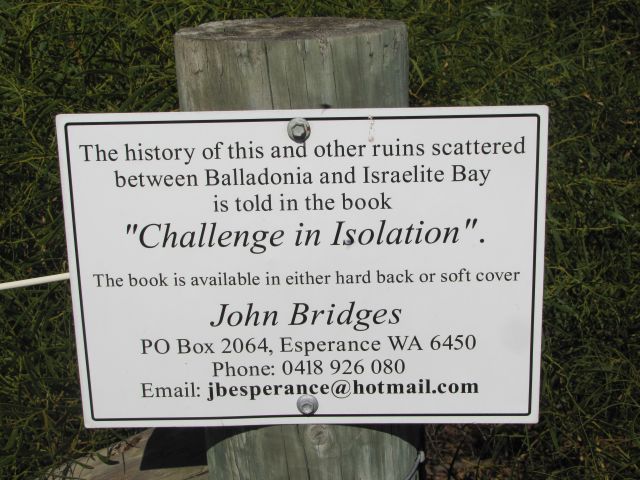 The history of this and other ruins scattered
between Balladonia and Israelite Bay
is told in the book
"Challenge in Isolation".
The book is available in either hard back or soft cover
John Bridges
PO Box 2064, Esperance WA 6450
Phone: 0418 926 080
Email: jbesperance@hotmail.com